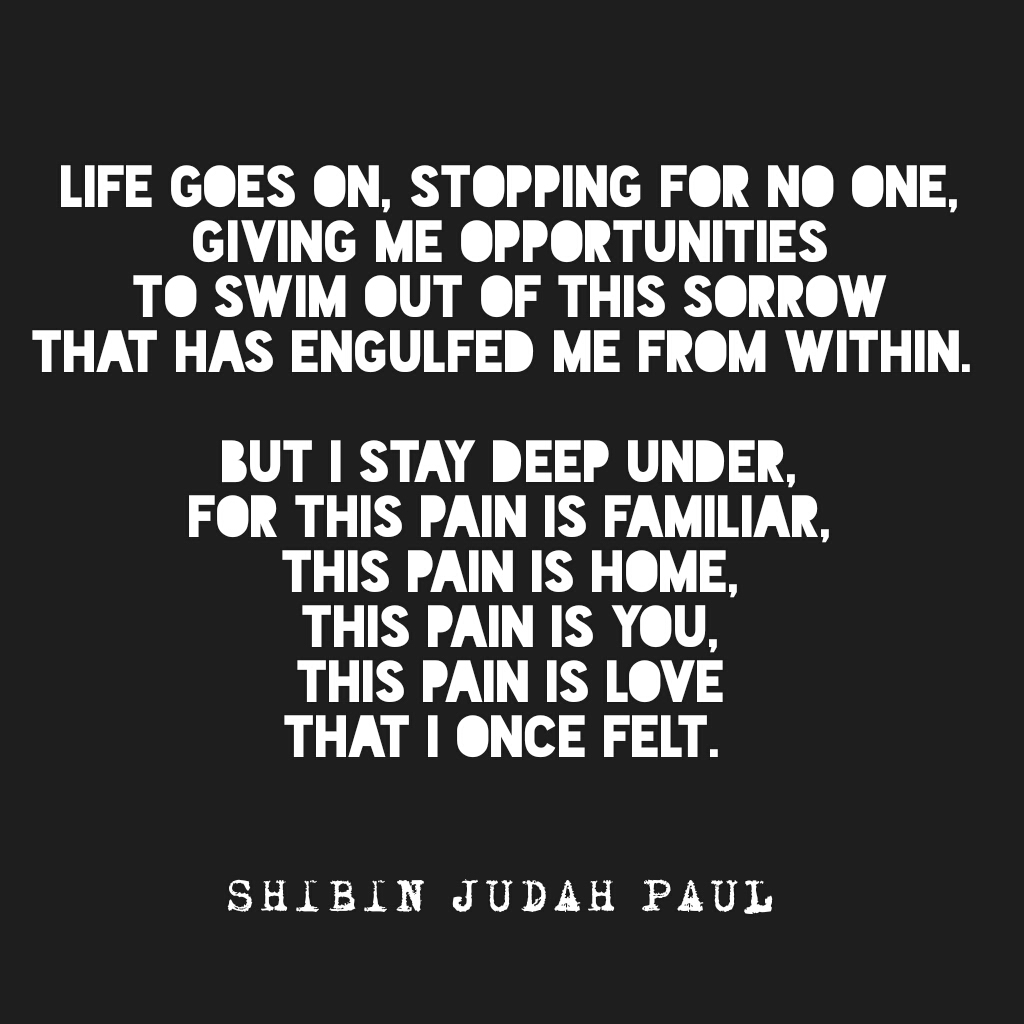 LIFE GOES ON, STOPPING FOR NO ONE,
GIVING ME OPPORTUNITIES
TO SWIM OUT OF THIS SORROW
THAT HAS ENGULFED ME FROM WITHIN.
BUT I STAY DEEP UNDER,
FOR THIS PAIN IS FAMILIAR,
THIS PAIN IS HOME,
THIS PAIN IS YOU,
THIS PAIN IS LOVE
THAT I ONCE FELT.
SHIBIN JUDAH PAUL